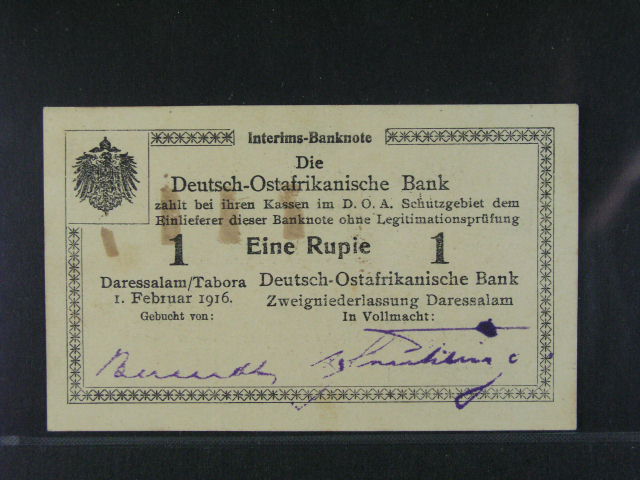 Interims-Banknote
Die
Deutsch-Ostafrikanische Bank
zahlt bei ihren Kassen im D. O. A. Schutzgebiet dem
Einlieferer dieser Banknote ohne Legitimationsprüfung
1 Eine Rupie 1
Daressalam/Tabora
1. Februar 1916.
Gebucht von:
Deutsch-Ostafrikanische Bank
Zweigniederlassung Daressalam
In Vollmacht: